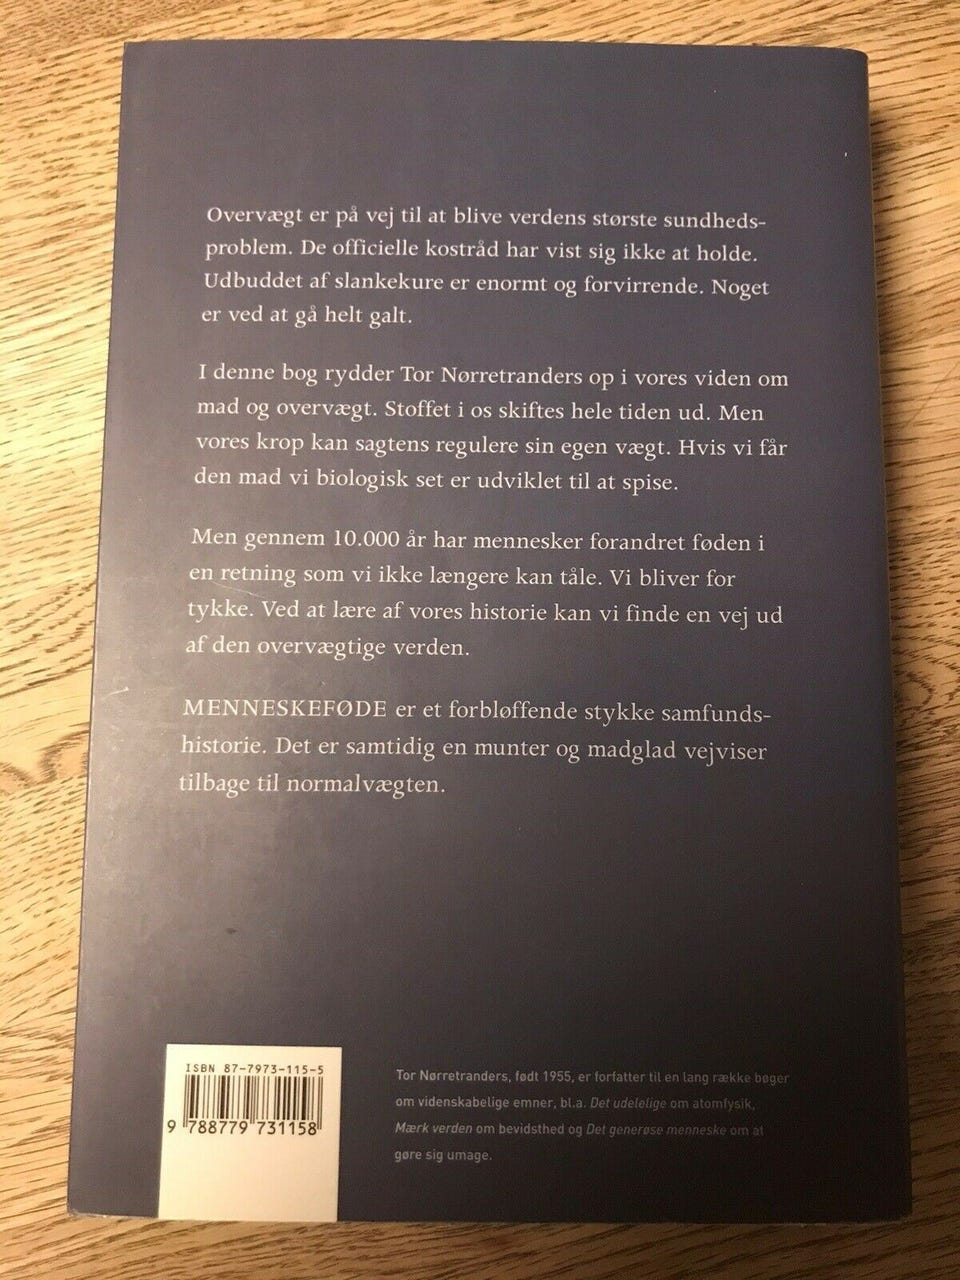 Overvægt er på vej til at blive verdens største sundheds-
problem. De officielle kostråd har vist sig ikke at holde.
Udbuddet af slankekure er enormt og forvirrende. Noget
er ved at gå helt galt.
I denne bog rydder Tor Nørretranders op i vores viden om
mad og overvægt. Stoffet i os skiftes hele tiden ud. Men
vores krop kan sagtens regulere sin egen vægt. Hvis vi får
den mad vi biologisk set er udviklet til at spise.
Men gennem 10.000 år har mennesker forandret føden i
en retning som vi ikke længere kan tåle. Vi bliver for
tykke. Ved at lære af vores historie kan vi finde en vej ud
af den overvægtige verden.
MENNESKEFØDE er et forbløffende stykke samfunds-
historie. Det er samtidig en munter og madglad vejviser
tilbage til normalvægten.
ISBN 87-7973-115-5
9 788779 731158
Tor Nørretranders, født 1955, er forfatter til en lang række bøger
om videnskabelige emner, bl.a. Det udelelige om atomfysik,
Mærk verden om bevidsthed og Det generøse menneske om at
gøre sig umage.